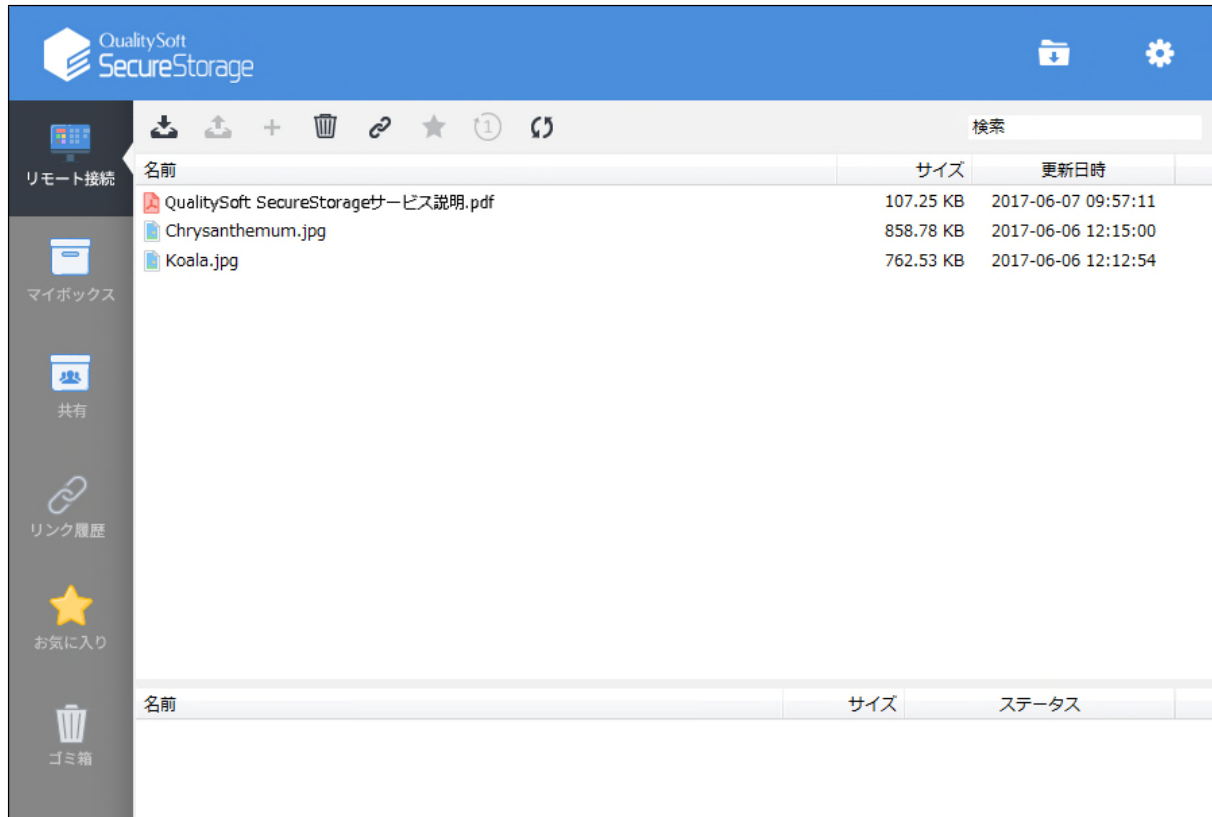 QualitySoft
SecureStorage
リモート接続
マイボックス
共有
リンク履歴
お気に入り
ゴミ箱
1
検索
名前 サイズ 更新日時
QualitySoft SecureStorageサービス説明.pdf 107.25 KB 2017-06-07 09:57:11
Chrysanthemum.jpg 858.78 KB 2017-06-06 12:15:00
Koala.jpg 762.53 KB 2017-06-06 12:12:54
名前 サイズ ステータス